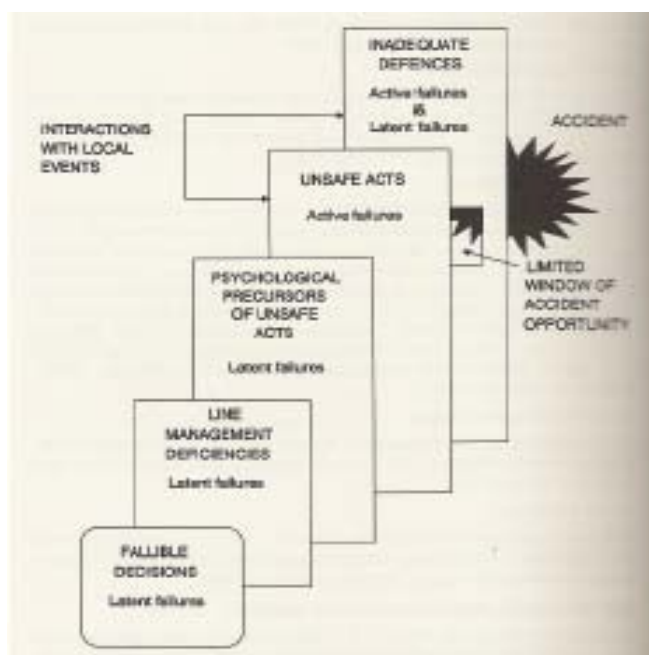 INADEQUATE
DEFENCES
Active failures
&
Latent failures
ACCIDENT
INTERACTIONS
WITH LOCAL
EVENTS
UNSAFE ACTS
Active failures
LIMITED
WINDOW OF
ACCIDENT
OPPORTUNITY
PSYCHOLOGICAL
PRECURSORS
OF UNSAFE
ACTS
Latent failures
LINE
MANAGEMENT
DEFICIENCIES
Latent failures
FALLIBLE
DECISIONS
Latent failures